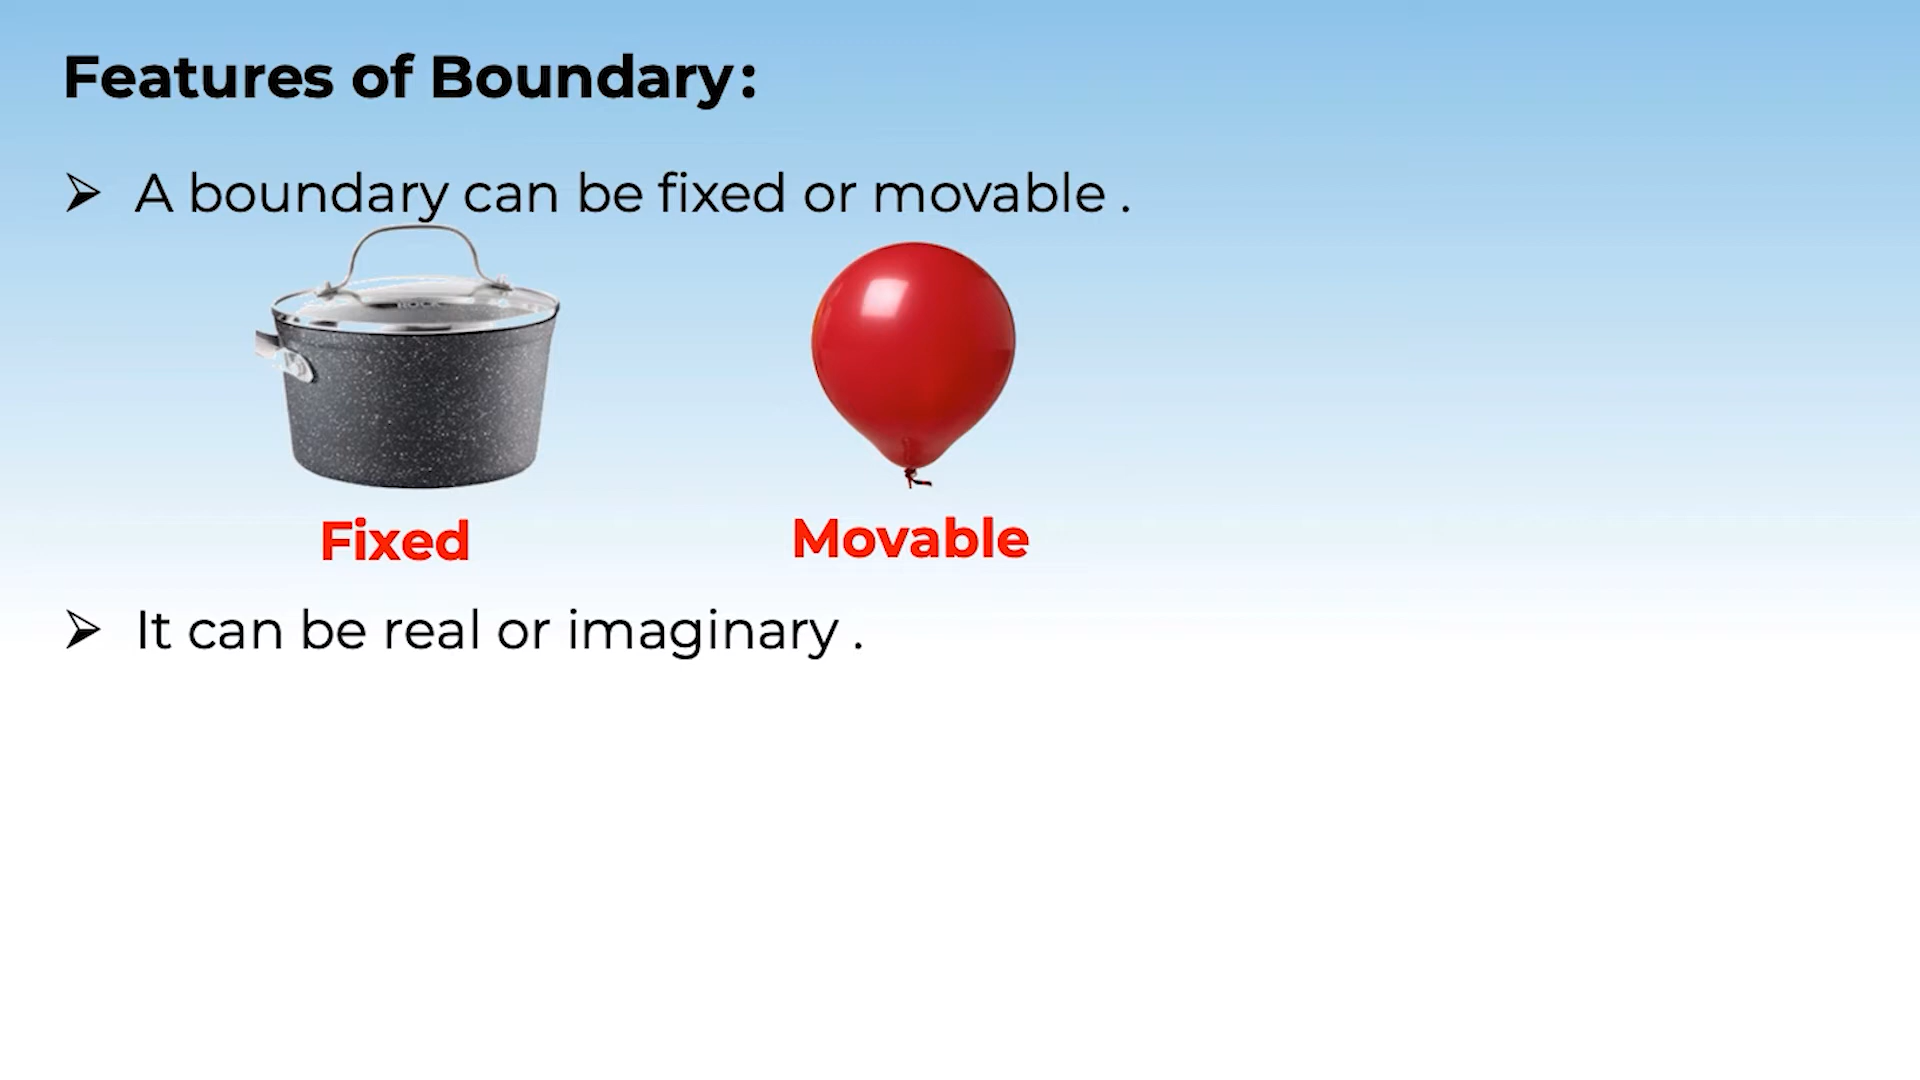 Features of Boundary:
➢ A boundary can be fixed or movable .
Fixed
Movable
➢ It can be real or imaginary .